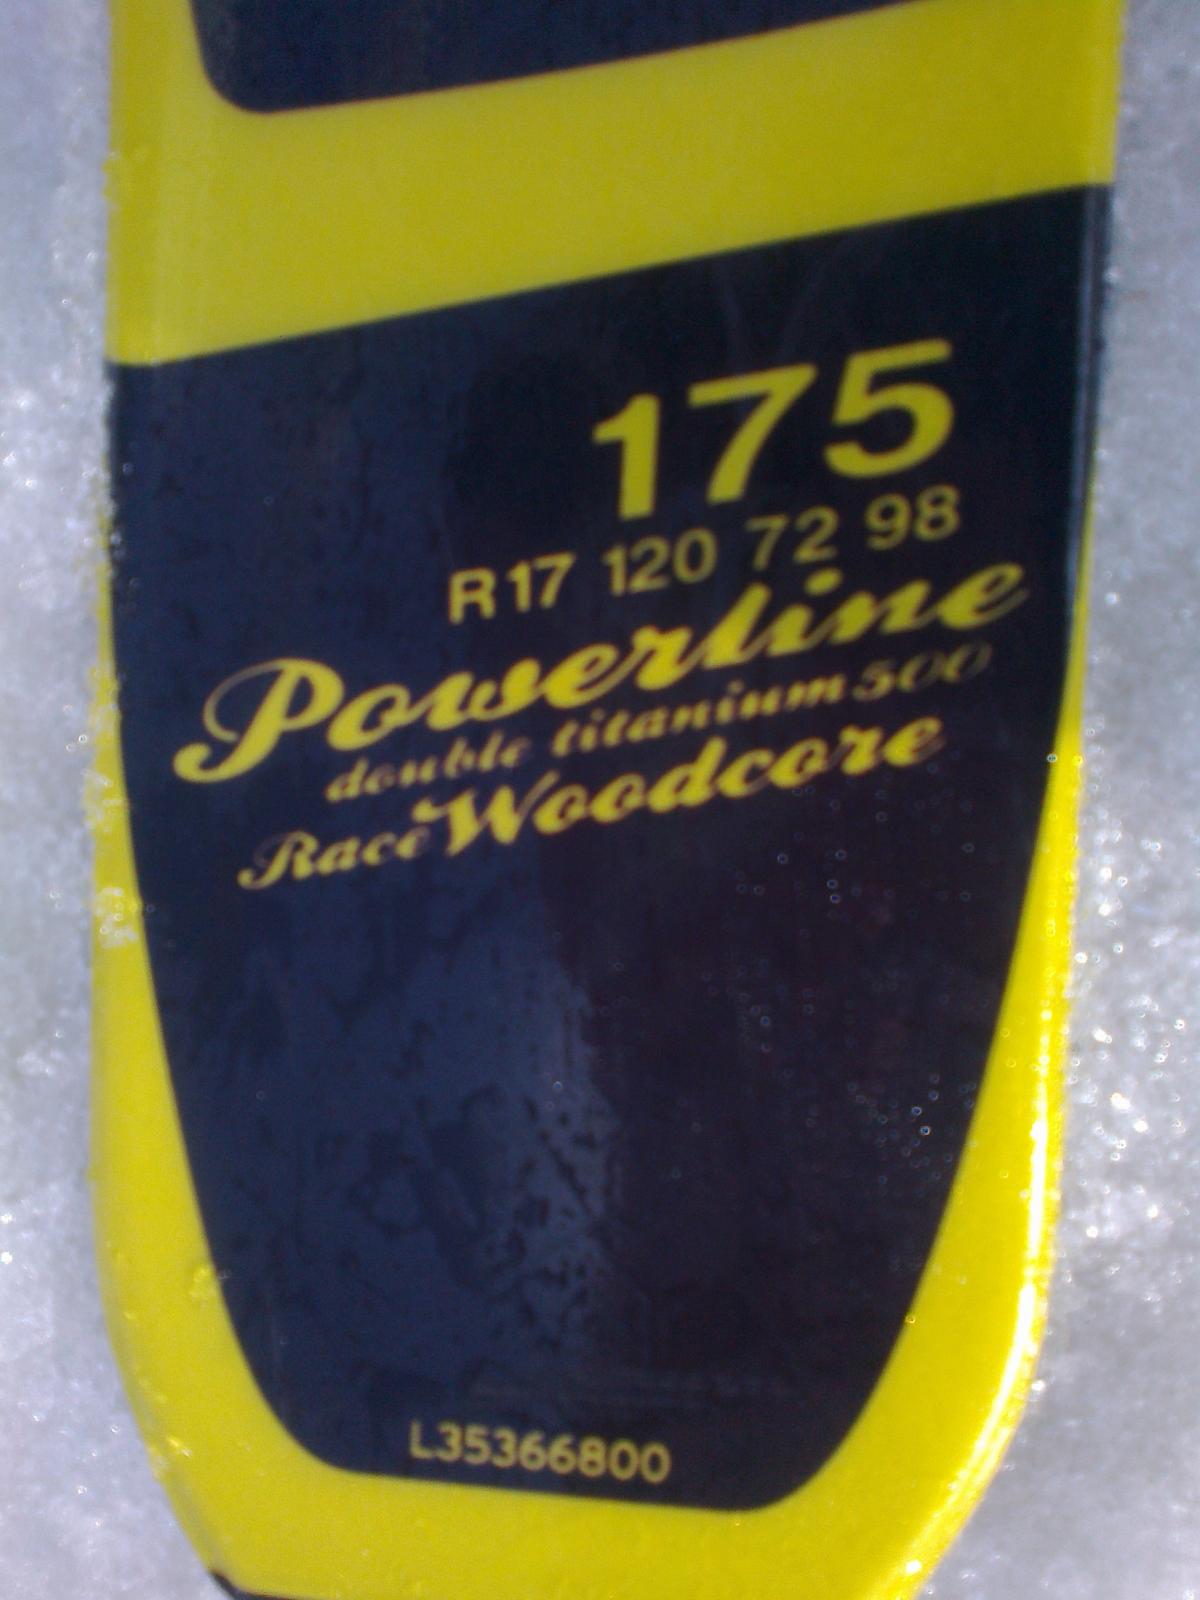 175
R17 120 72 98
Powerline
double titanium 500
Race Woodcore
L35366800